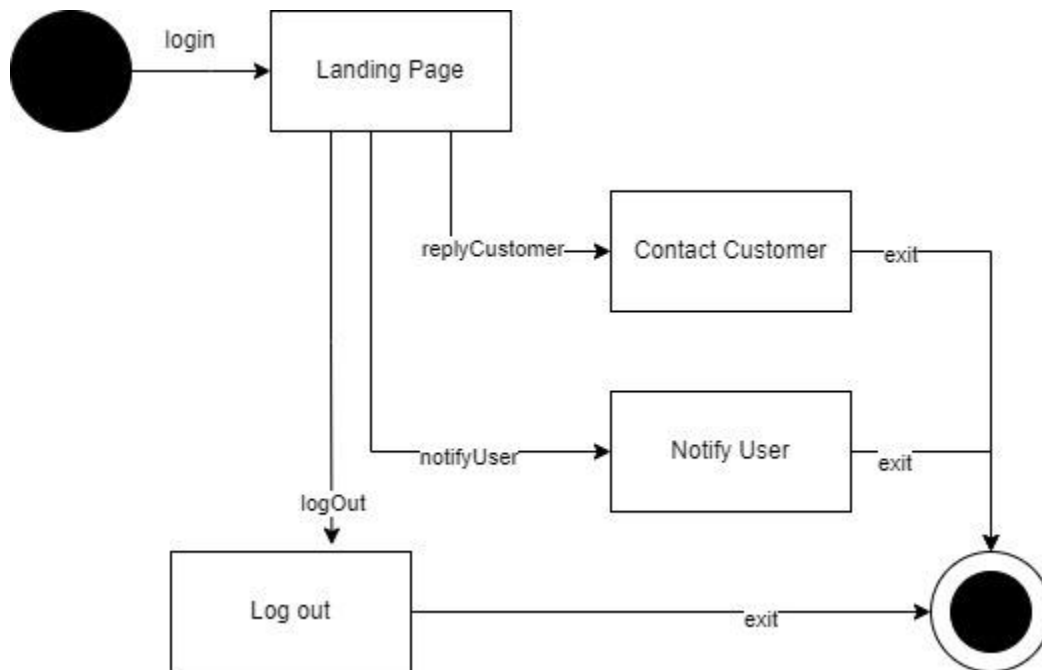 login
Landing Page
replyCustomer
Contact Customer
exit
notifyUser
Notify User
exit
logOut
Log out
exit